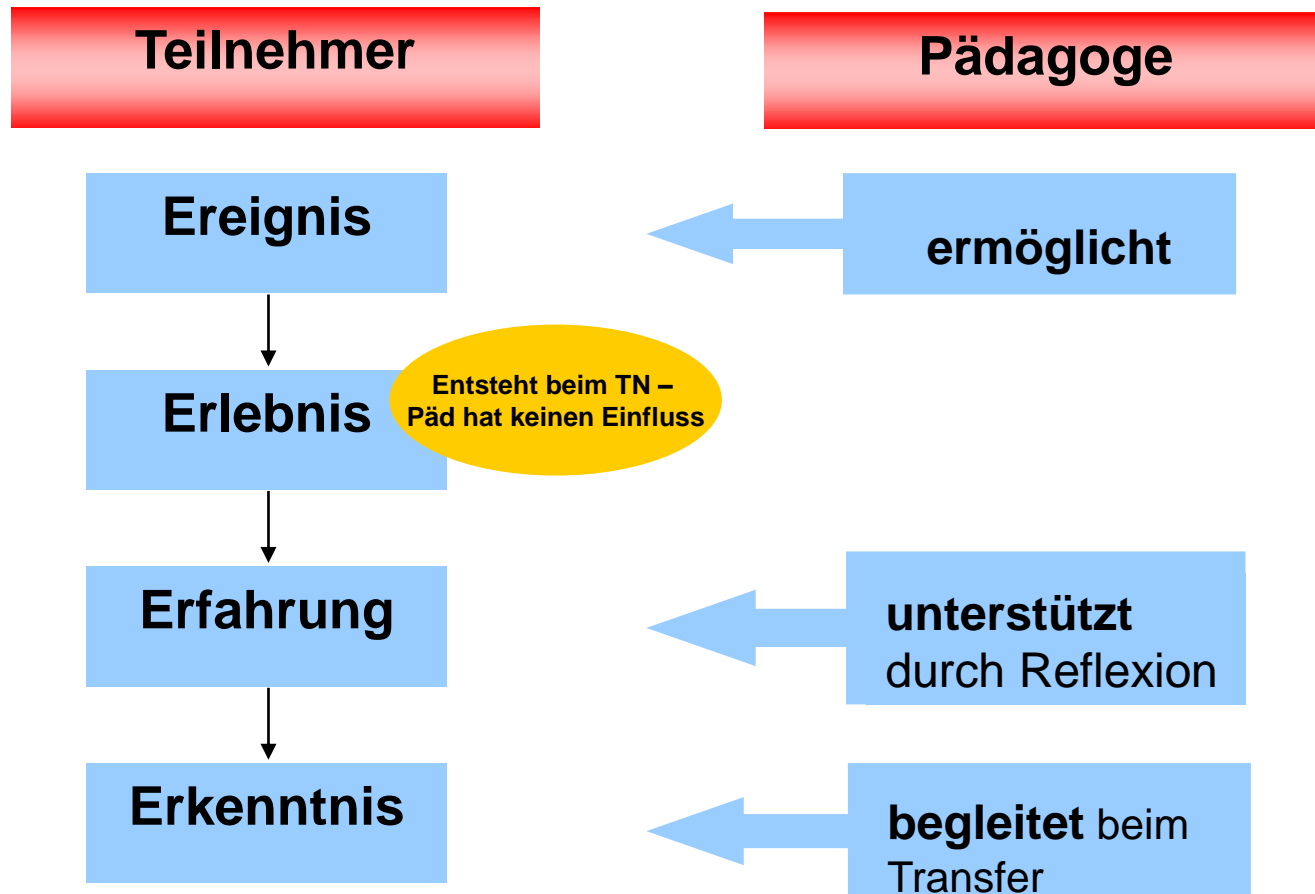 Teilnehmer
Pädagoge
Ereignis
ermöglicht
Erlebnis
Entsteht beim TN –
Päd hat keinen Einfluss
Erfahrung
unterstützt
durch Reflexion
Erkenntnis
begleitet beim
Transfer